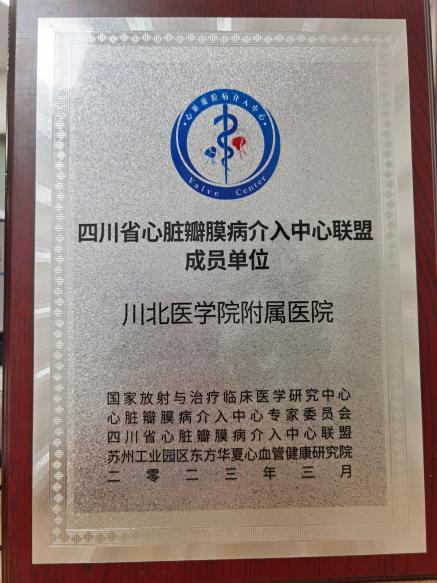 心脏瓣膜病介入中心
Valve Center
四川省心脏瓣膜病介入中心联盟
成员单位
川北医学院附属医院
国家放射与治疗临床医学研究中心
心脏瓣膜病介入中心专家委员会
四川省心脏瓣膜病介入中心联盟
苏州工业园区东方华夏心血管健康研究院
二零二三年三月